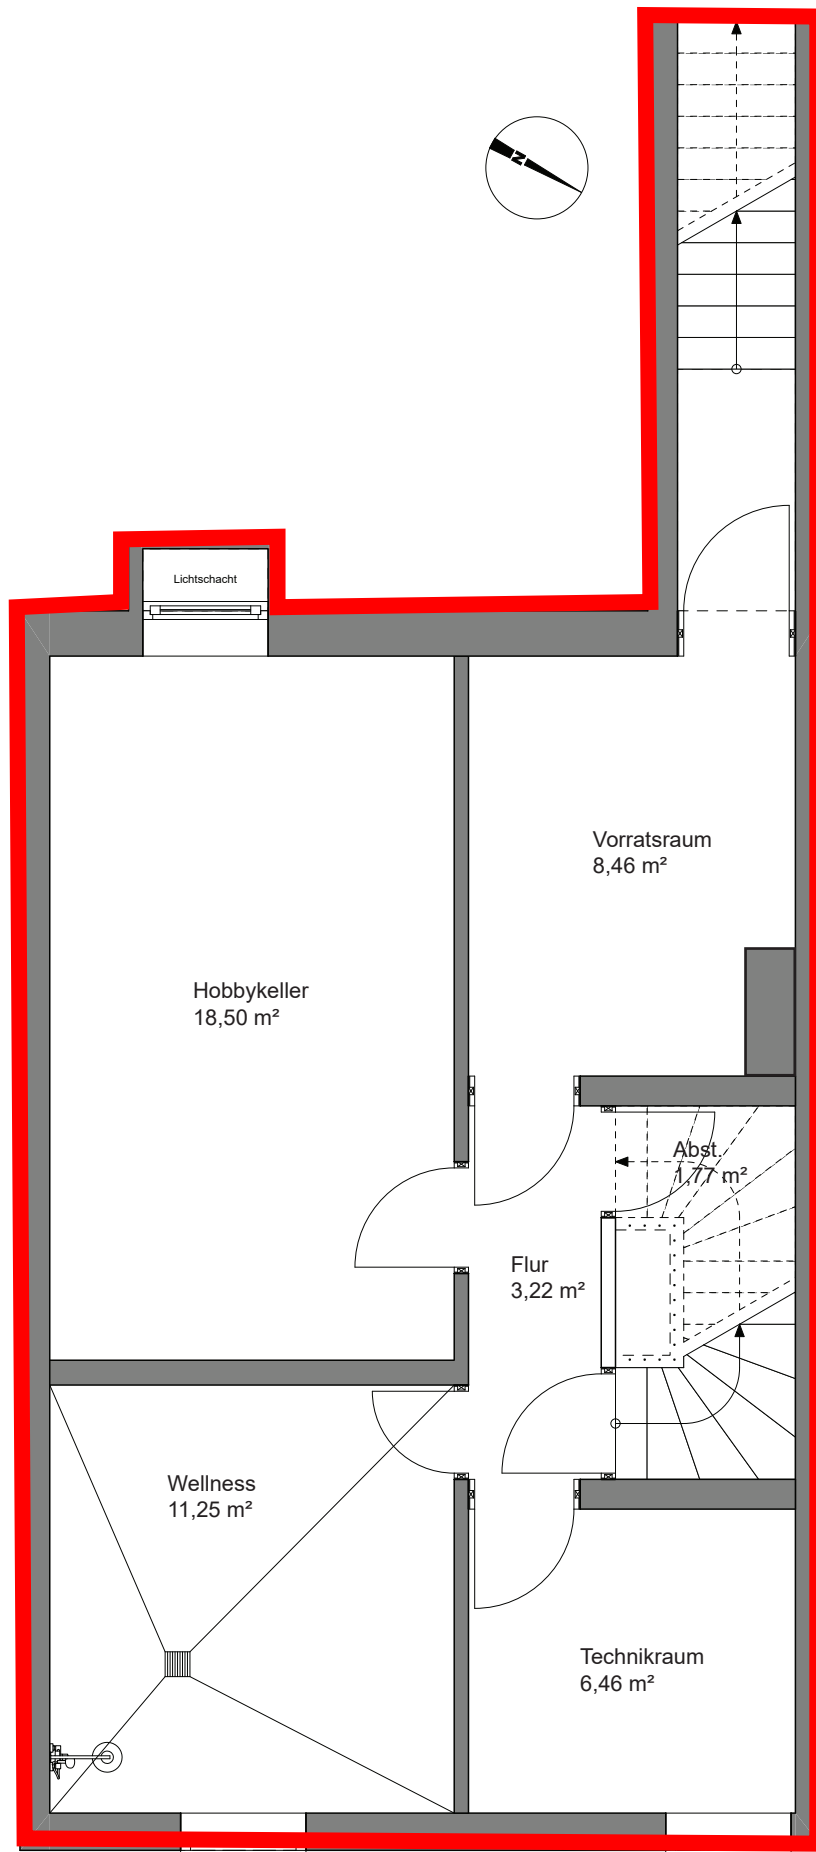 N
Lichtschacht
Vorratsraum
8,46 m²
Hobbykeller
18,50 m²
Abst.
1,77 m²
Flur
3,22 m²
Wellness
11,25 m²
Technikraum
6,46 m²